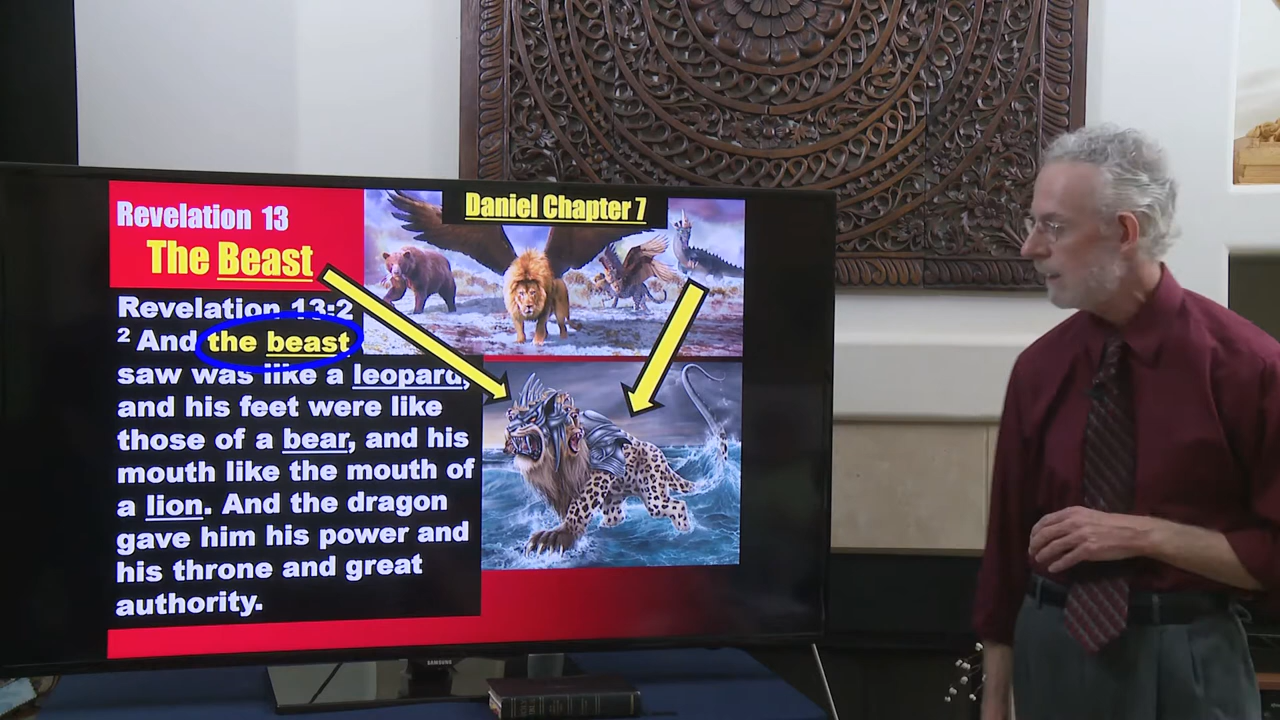 Revelation 13
The Beast
Daniel Chapter 7
Revelation 13:2
2 And the beast
saw was like a leopard,
and his feet were like
those of a bear, and his
mouth like the mouth of
a lion. And the dragon
gave him his power and
his throne and great
authority.
SAMSUNG